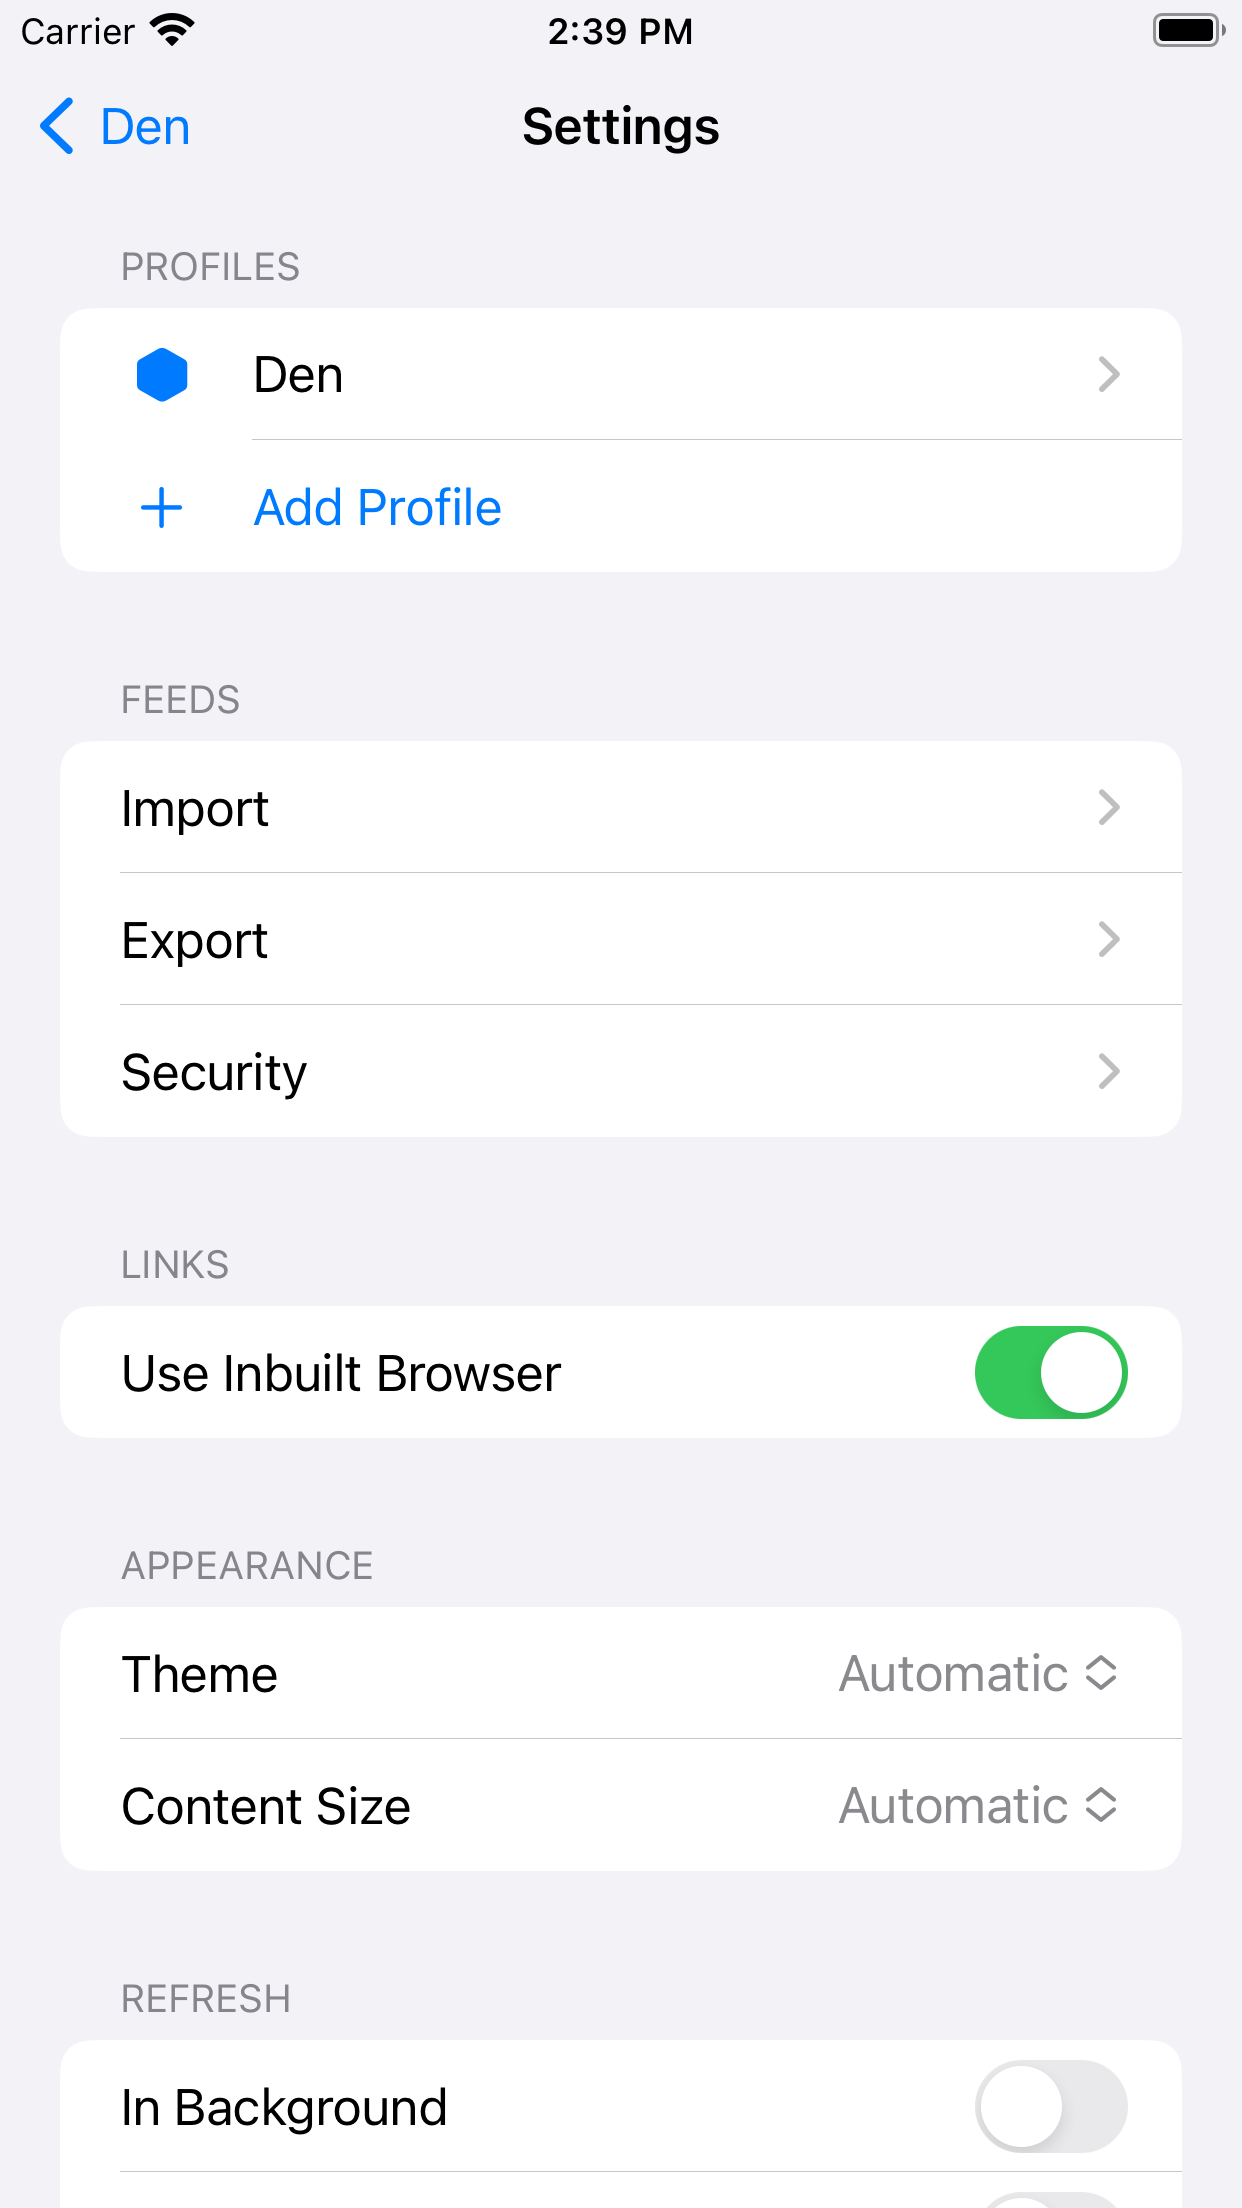 Carrier 2:39 PM
Den Settings
PROFILES
Den
Add Profile
FEEDS
Import
Export
Security
LINKS
Use Inbuilt Browser
APPEARANCE
Theme Automatic
Content Size Automatic
REFRESH
In Background